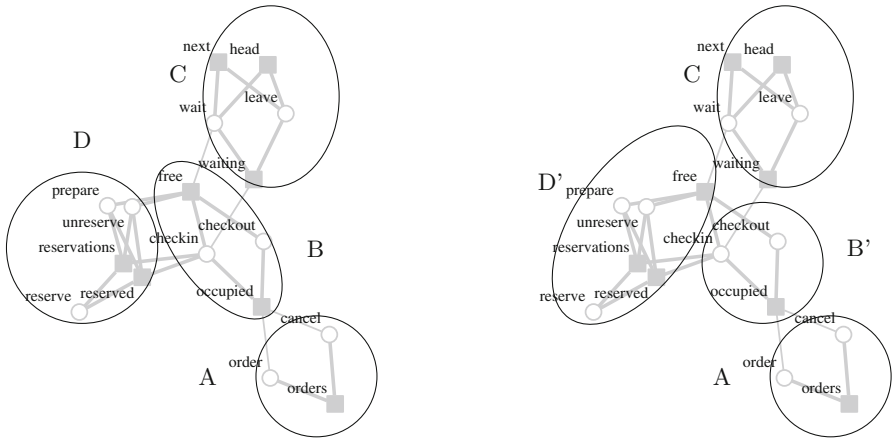 next head
C
leave
wait
D
waiting
free
prepare
unreserve
checkout
reservations
checkin
B
reserve
reserved
occupied
cancel
order
A
orders
next head
C
leave
wait
waiting
free
D’
prepare
unreserve
checkout
reservations
checkin
B’
reserve
reserved
occupied
cancel
order
A
orders